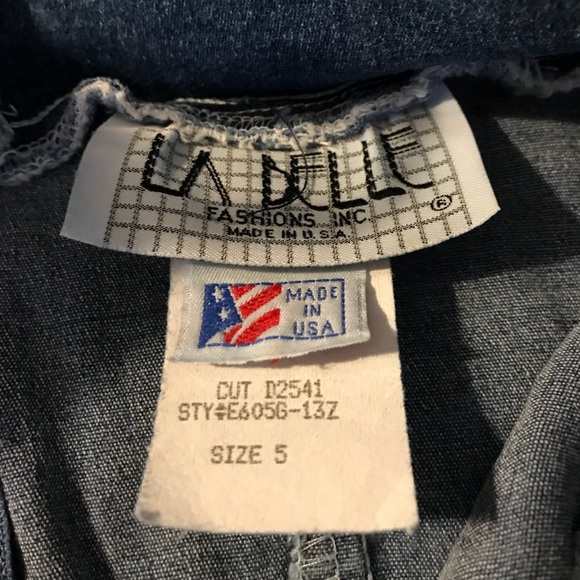 LA BELLE
FASHIONS, INC.
MADE IN U.S.A.
®
MADE
IN
USA
CUT D2541
STY#E605G-13Z
SIZE 5